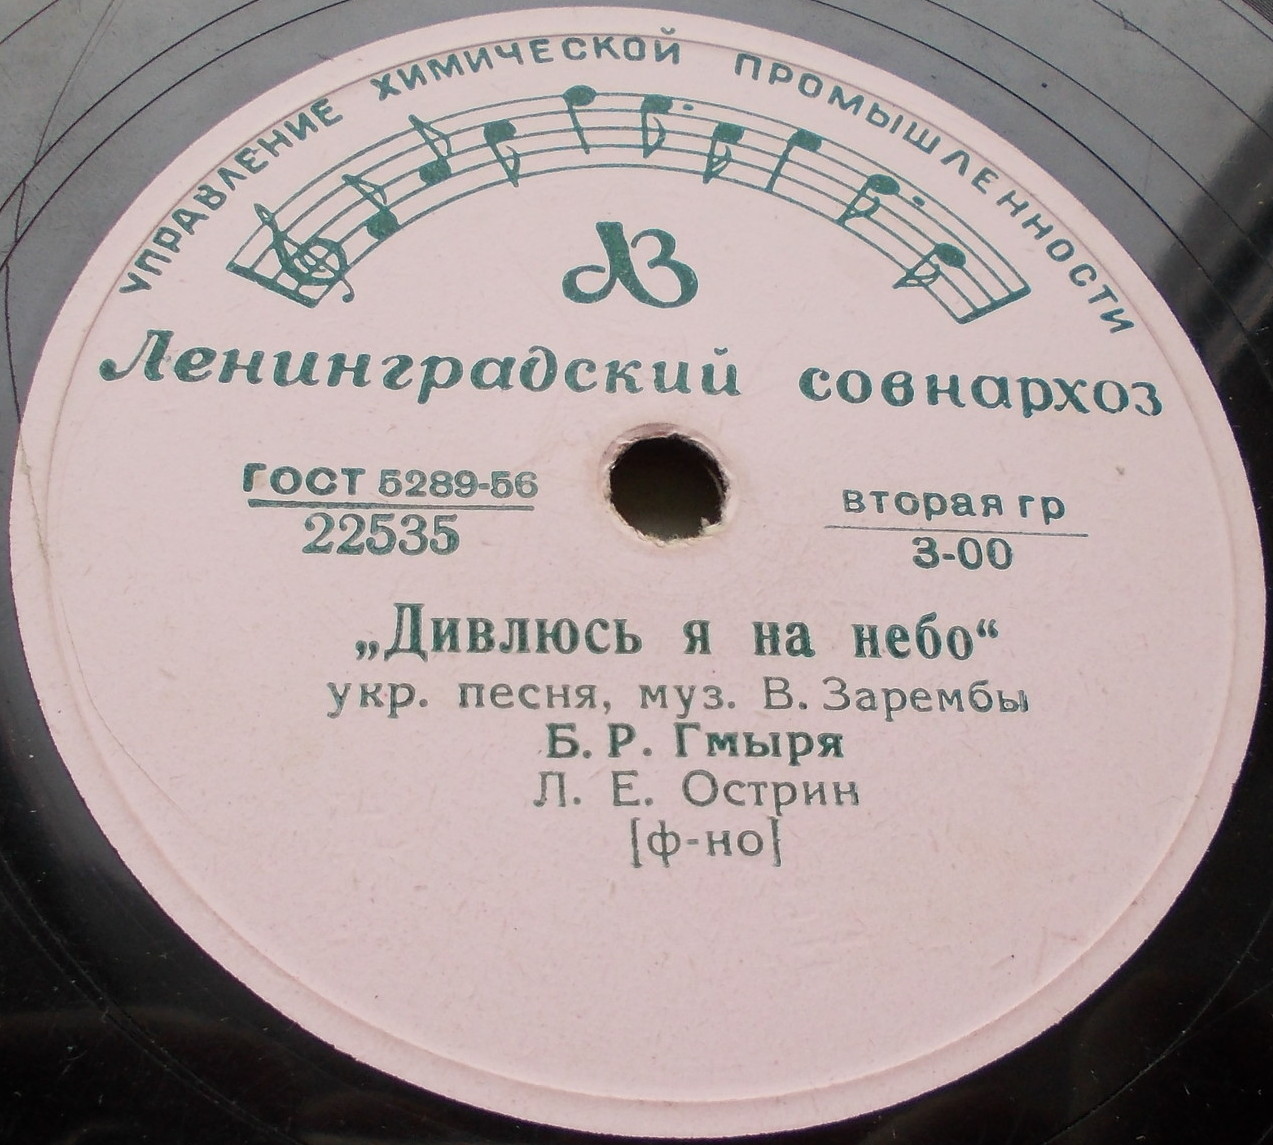 УПРАВЛЕНИЕ ХИМИЧЕСКОЙ ПРОМЫШЛЕННОСТИ
ЛЗ
Ленинградский совнархоз
ГОСТ 5289-56
22535
вторая гр
3-00
„Дивлюсь я на небо“
укр. песня, муз. В. Зарембы
Б. Р. Гмыря
Л. Е. Острин
[ф-но]